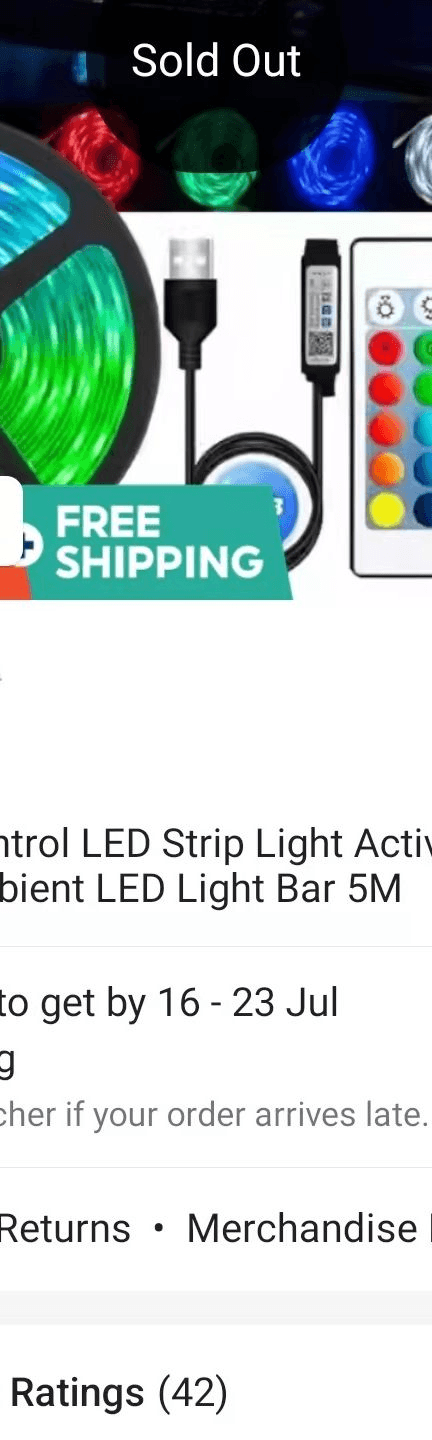 Sold Out
FREE
SHIPPING
ntrol LED Strip Light Activ
bient LED Light Bar 5M
to get by 16 - 23 Jul
g
cher if your order arrives late.
Returns • Merchandise
Ratings (42)